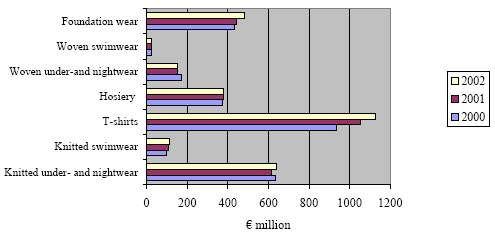 Foundation wear
Woven swimwear
Woven under-and nightwear
Hosiery
T-shirts
Knitted swimwear
Knitted under- and nightwear
0 200 400 600 800 1000 1200
€ million
2002
2001
2000